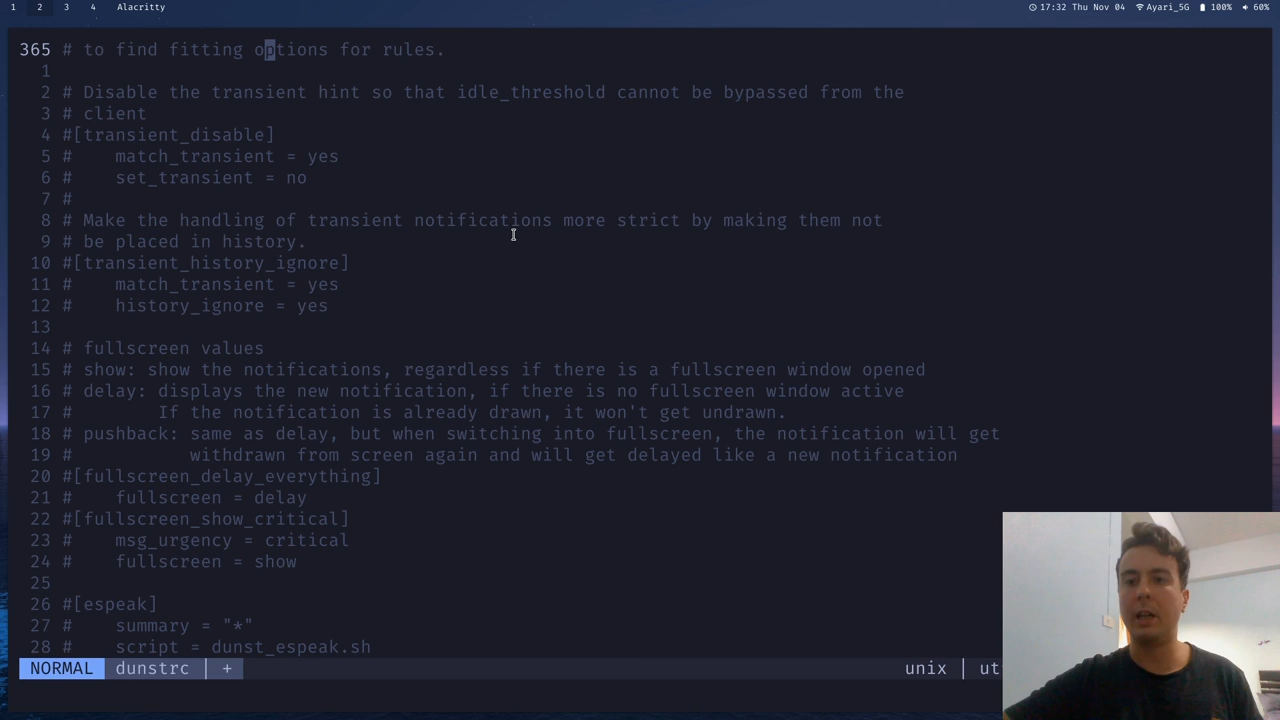 1 2 3 4 Alacritty 17:32 Thu Nov 04 Ayari_5G 100% 60%
365 # to find fitting options for rules.
1
2 # Disable the transient hint so that idle_threshold cannot be bypassed from the
3 # client
4 #[transient_disable]
5 #    match_transient = yes
6 #    set_transient = no
7 #
8 # Make the handling of transient notifications more strict by making them not
9 # be placed in history.
10 #[transient_history_ignore]
11 #    match_transient = yes
12 #    history_ignore = yes
13
14 # fullscreen values
15 # show: show the notifications, regardless if there is a fullscreen window opened
16 # delay: displays the new notification, if there is no fullscreen window active
17 #        If the notification is already drawn, it won't get undrawn.
18 # pushback: same as delay, but when switching into fullscreen, the notification will get
19 #           withdrawn from screen again and will get delayed like a new notification
20 #[fullscreen_delay_everything]
21 #    fullscreen = delay
22 #[fullscreen_show_critical]
23 #    msg_urgency = critical
24 #    fullscreen = show
25
26 #[espeak]
27 #    summary = "*"
28 #    script = dunst_espeak.sh
NORMAL dunstrc | + unix | ut